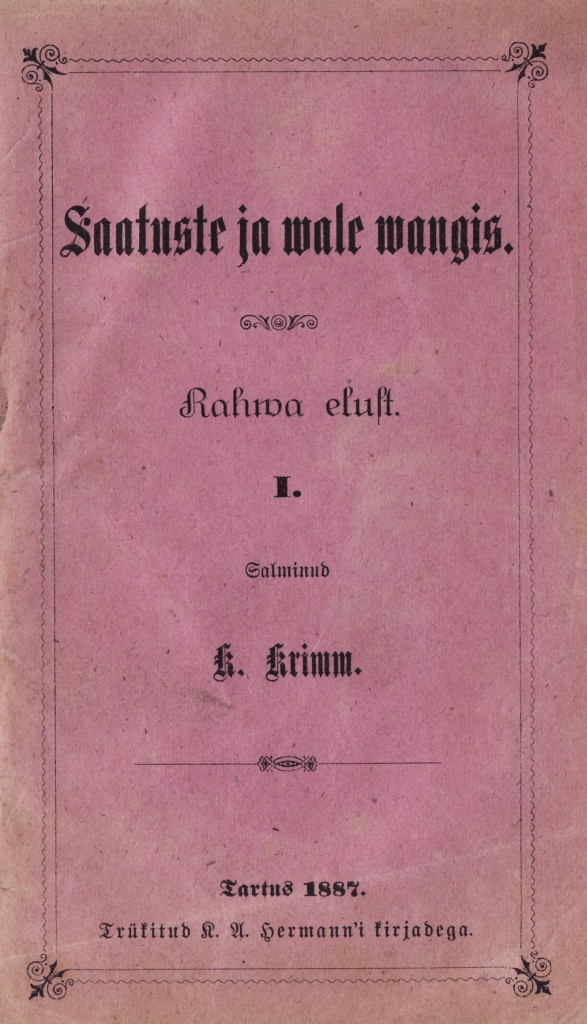 Saatuste ja wale wangis.
Rahwa elust.
I.
Salminud
K. Krimm.
Tartus 1887.
Trükitud K. A. Hermann'i kirjadega.